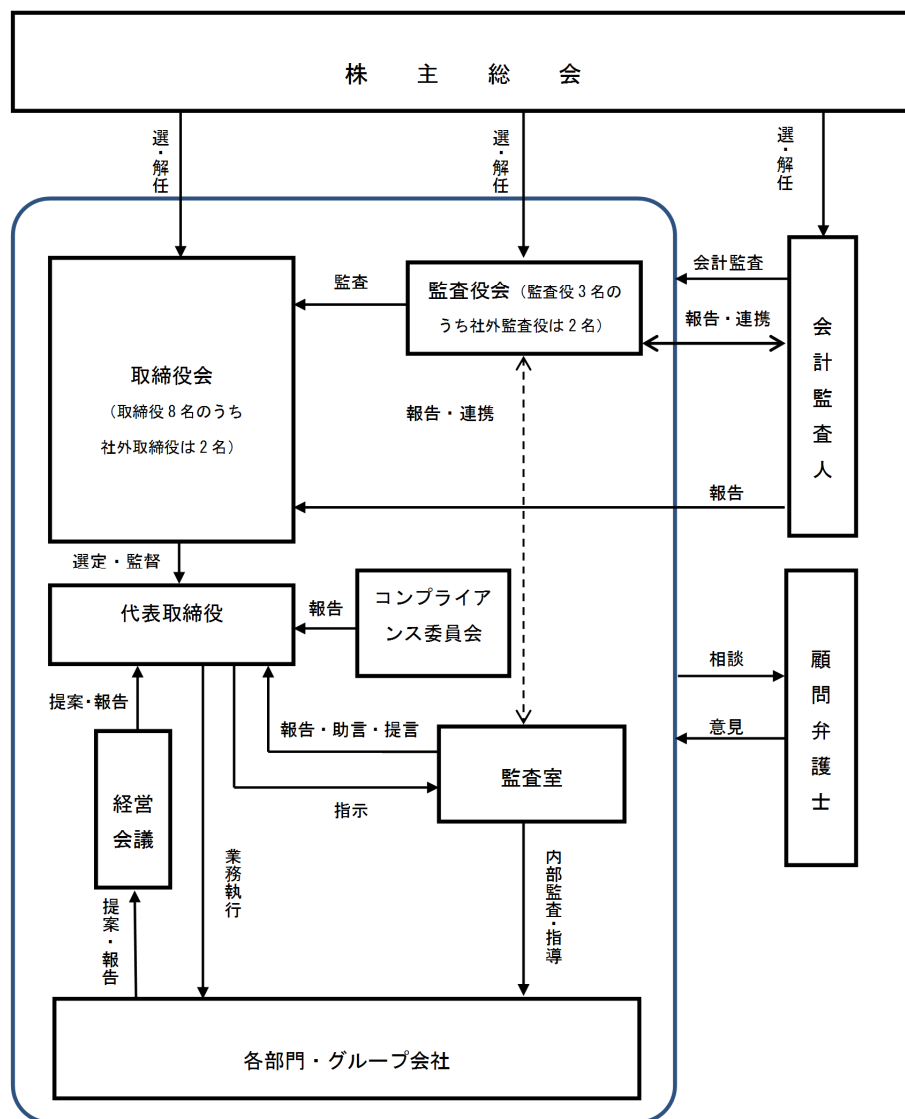 株主総会
選・解任
選・解任
選・解任
監査
監査役会（監査役3名の
うち社外監査役は2名）
会計監査
報告・連携
会計監査人
取締役会
（取締役8名のうち
社外取締役は2名）
報告・連携
報告
選定・監督
代表取締役
報告
コンプライア
ンス委員会
相談
意見
顧問弁護士
提案・報告
報告・助言・提言
監査室
指示
経営
会議
業務執行
内部監査・指導
提案・報告
各部門・グループ会社